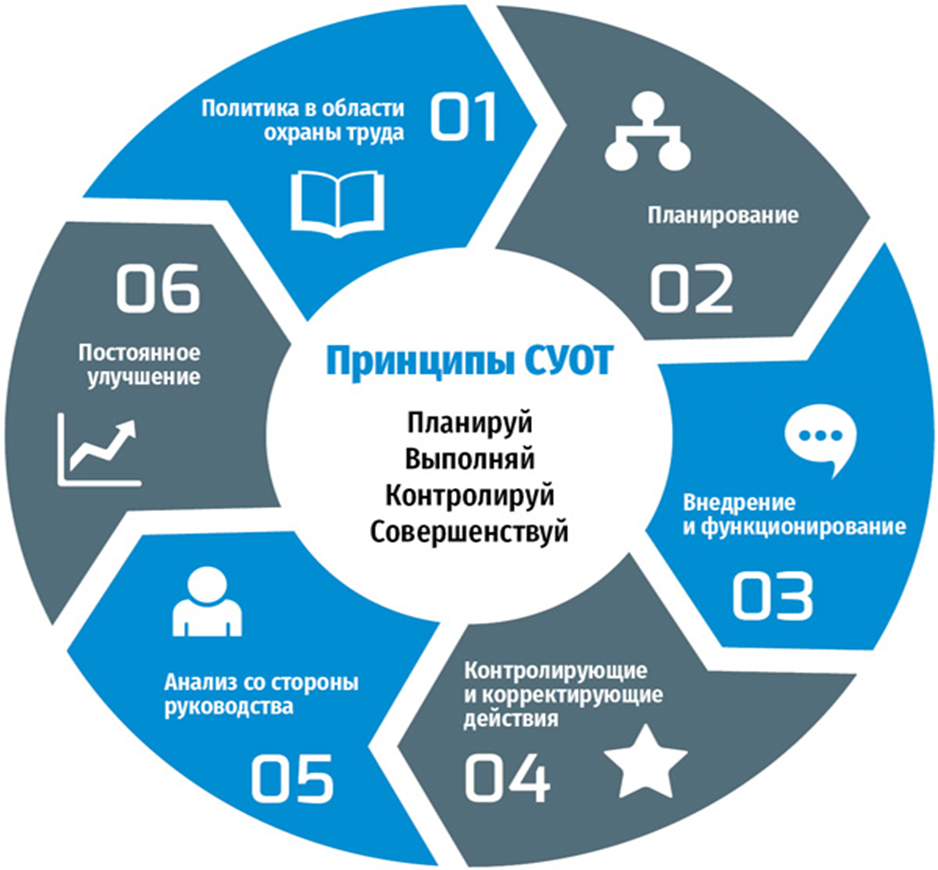 Политика в области
охраны труда
01
Планирование
02
Внедрение
и функционирование
03
Контролирующие
и корректирующие
действия
04
Анализ со стороны
руководства
05
06
Постоянное
улучшение
Принципы СУОТ
Планируй
Выполняй
Контролируй
Совершенствуй